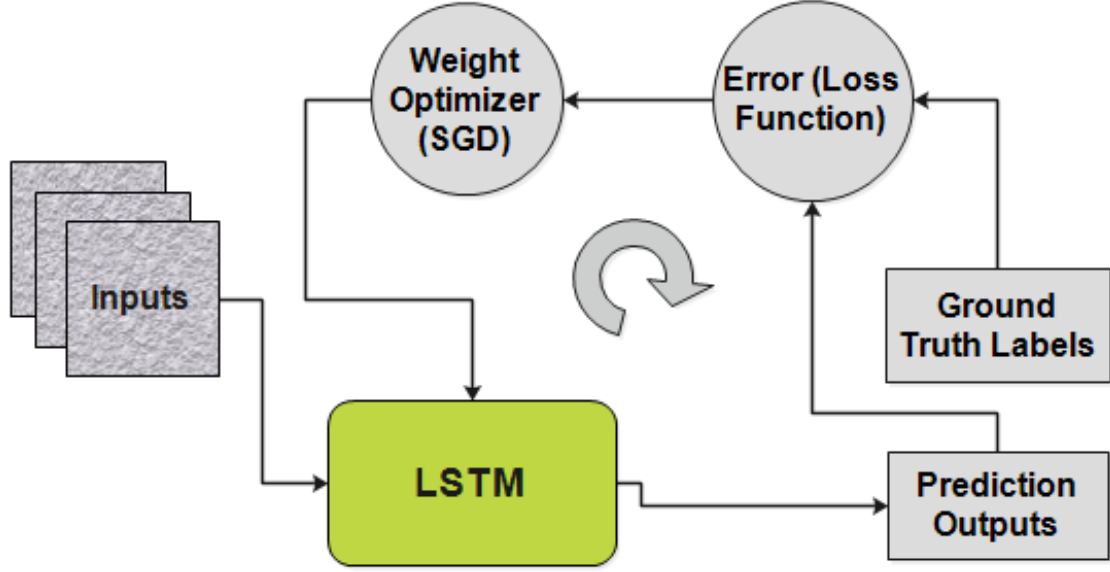 Weight
Optimizer
(SGD)
Error (Loss
Function)
Inputs
Ground
Truth Labels
LSTM
Prediction
Outputs